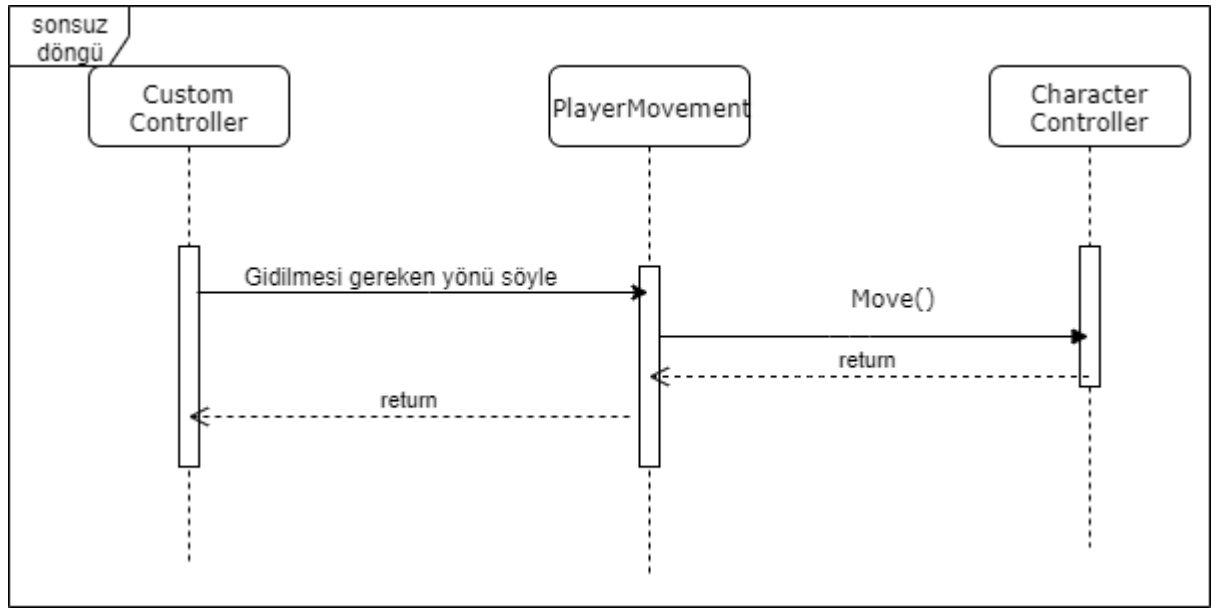 sonsuz
döngü
Custom
Controller
PlayerMovement
Character
Controller
Gidilmesi gereken yönü söyle
Move()
return
return